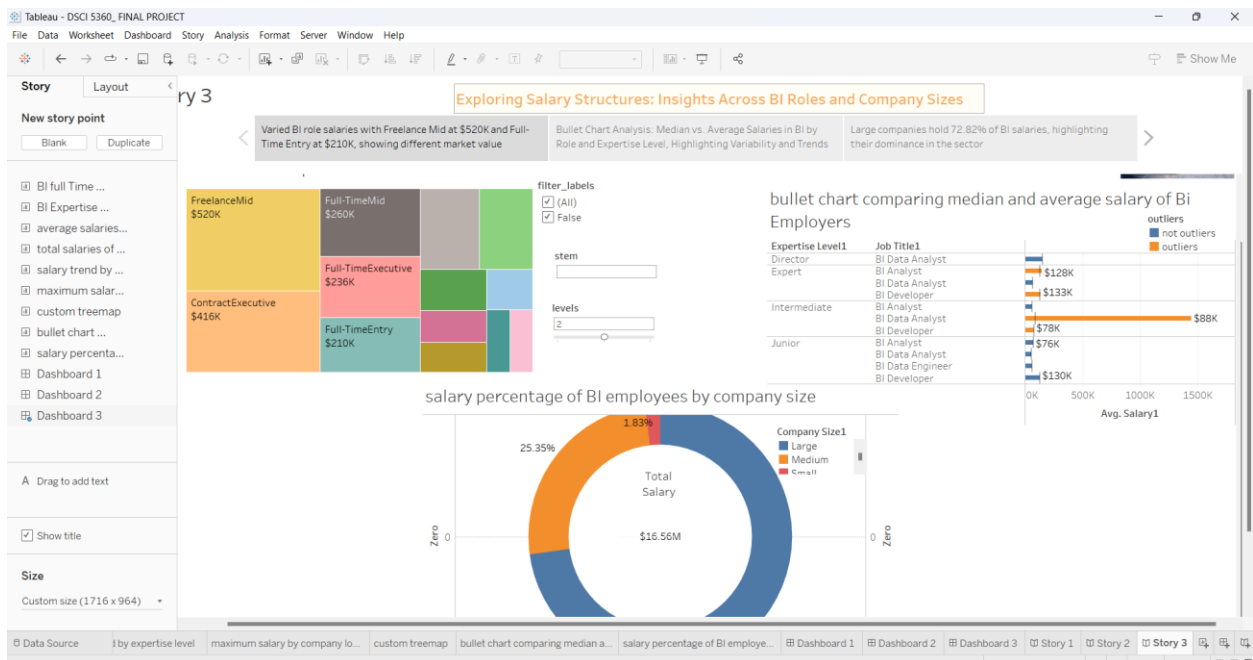 Tableau - DSCI 5360_ FINAL PROJECT
File Data Worksheet Dashboard Story Analysis Format Server Window Help
Show Me
Story Layout
New story point
Blank Duplicate
BI full Time ...
BI Expertise ...
average salaries...
total salaries of ...
salary trend by ...
maximum salar...
custom treemap
bullet chart ...
salary percenta...
Dashboard 1
Dashboard 2
Dashboard 3
A Drag to add text
Show title
Size
Custom size (1716 x 964)
ry 3
Exploring Salary Structures: Insights Across BI Roles and Company Sizes
Varied BI role salaries with Freelance Mid at $520K and Full-
Time Entry at $210K, showing different market value
Bullet Chart Analysis: Median vs. Average Salaries in BI by
Role and Expertise Level, Highlighting Variability and Trends
Large companies hold 72.82% of BI salaries, highlighting
their dominance in the sector
FreelanceMid
$520K
ContractExecutive
$416K
Full-TimeMid
$260K
Full-TimeExecutive
$236K
Full-TimeEntry
$210K
filter_labels
(All)
False
stem
levels
2
bullet chart comparing median and average salary of Bi
Employers
outliers
not outliers
outliers
Expertise Level1 Job Title1
Director BI Data Analyst
Expert BI Analyst $128K
BI Data Analyst
BI Developer $133K
Intermediate BI Analyst
BI Data Analyst $88K
BI Developer $78K
Junior BI Analyst $76K
BI Data Analyst
BI Data Engineer
BI Developer $130K
0K 500K 1000K 1500K
Avg. Salary1
salary percentage of BI employees by company size
1.83%
25.35%
Total
Salary
$16.56M
Zero 0
0 Zero
Company Size1
Large
Medium
Small
Data Source d by expertise level maximum salary by company lo... custom treemap bullet chart comparing median a... salary percentage of BI employe... Dashboard 1 Dashboard 2 Dashboard 3 Story 1 Story 2 Story 3